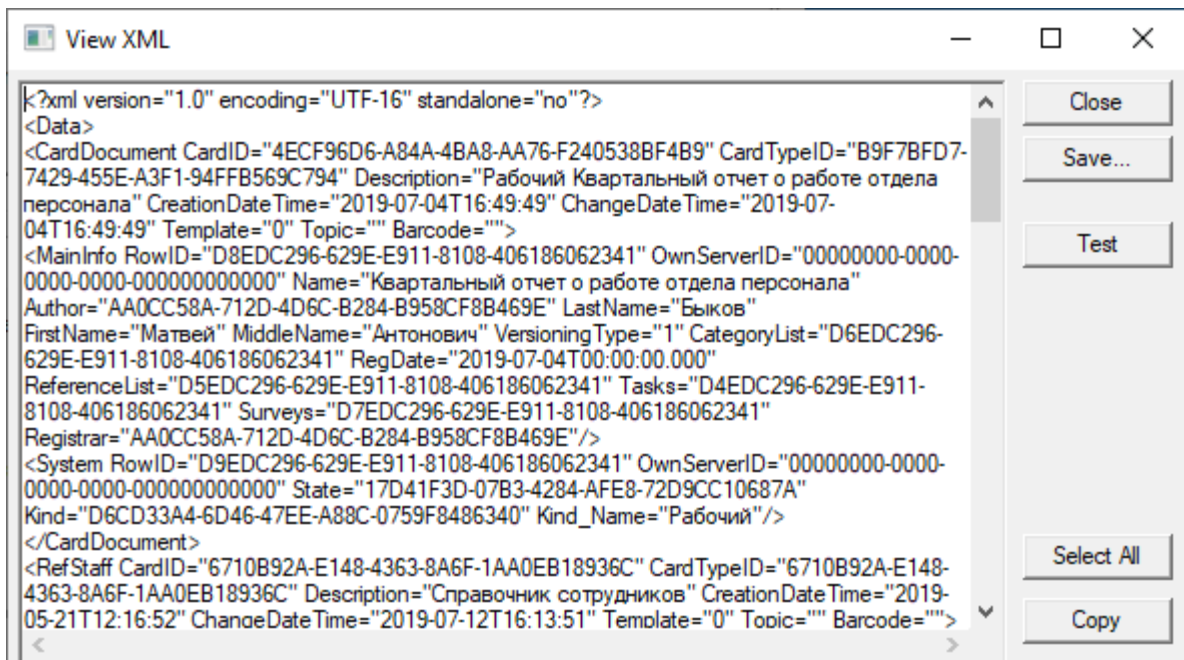 View XML
<?xml version="1.0" encoding="UTF-16" standalone="no"?>
<Data>
<CardDocument CardID="4ECF96D6-A84A-4BA8-AA76-F240538BF4B9" CardTypeID="B9F7BFD7-
7429-455E-A3F1-94FFB569C794" Description="Рабочий Квартальный отчет о работе отдела
персонала" CreationDateTime="2019-07-04T16:49:49" ChangeDateTime="2019-07-
04T16:49:49" Template="0" Topic="" Barcode="">
<MainInfo RowID="D8EDC296-629E-E911-8108-406186062341" OwnServerID="00000000-0000-
0000-0000-000000000000" Name="Квартальный отчет о работе отдела персонала"
Author="AA0CC58A-712D-4D6C-B284-B958CF8B469E" LastName="Быков"
FirstName="Матвей" MiddleName="Антонович" VersioningType="1" CategoryList="D6EDC296-
629E-E911-8108-406186062341" RegDate="2019-07-04T00:00:00.000"
ReferenceList="D5EDC296-629E-E911-8108-406186062341" Tasks="D4EDC296-629E-E911-
8108-406186062341" Surveys="D7EDC296-629E-E911-8108-406186062341"
Registrar="AA0CC58A-712D-4D6C-B284-B958CF8B469E"/>
<System RowID="D9EDC296-629E-E911-8108-406186062341" OwnServerID="00000000-0000-
0000-0000-000000000000" State="17D41F3D-07B3-4284-AFE8-72D9CC10687A"
Kind="D6CD33A4-6D46-47EE-A88C-0759F8486340" Kind_Name="Рабочий"/>
</CardDocument>
<RefStaff CardID="6710B92A-E148-4363-8A6F-1AA0EB18936C" CardTypeID="6710B92A-E148-
4363-8A6F-1AA0EB18936C" Description="Справочник сотрудников" CreationDateTime="2019-
05-21T12:16:52" ChangeDateTime="2019-07-12T16:13:51" Template="0" Topic="" Barcode="">
Close
Save...
Test
Select All
Copy